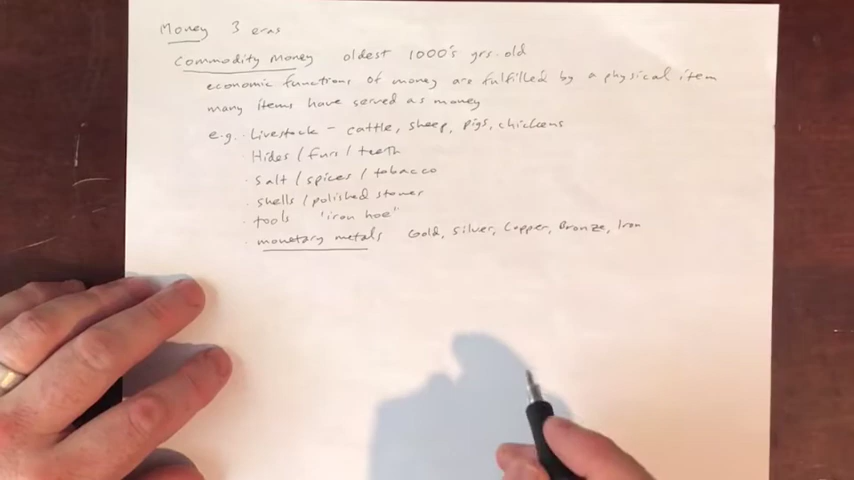 Money 3 eras
Commodity Money oldest 1000's yrs. old
economic functions of money are fulfilled by a physical item
many items have served as money
e.g. · Livestock - cattle, sheep, pigs, chickens
· Hides / furs / teeth
· Salt / spices / tobacco
· shells / polished stones
· tools "iron hoe"
· monetary metals Gold, Silver, Copper, Bronze, Iron